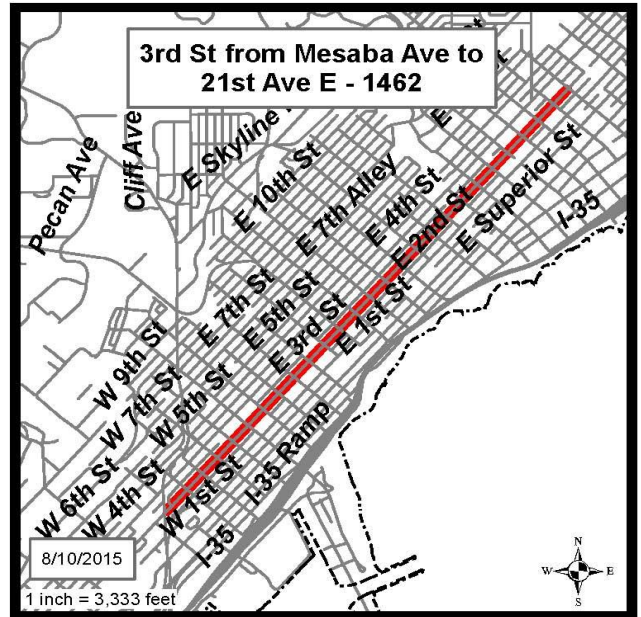 3rd St from Mesaba Ave to
21st Ave E - 1462
Pecan Ave
Cliff Ave
E Skyline
E 10th St
E 7th Alley
E 4th St
E 2nd St
E Superior St
I-35
E 7th St
E 5th St
E 3rd St
E 1st St
W 9th St
W 7th St
W 5th St
W 6th St
W 4th St
W 1st St
I-35 Ramp
I-35
8/10/2015
1 inch = 3,333 feet
N
W E
S